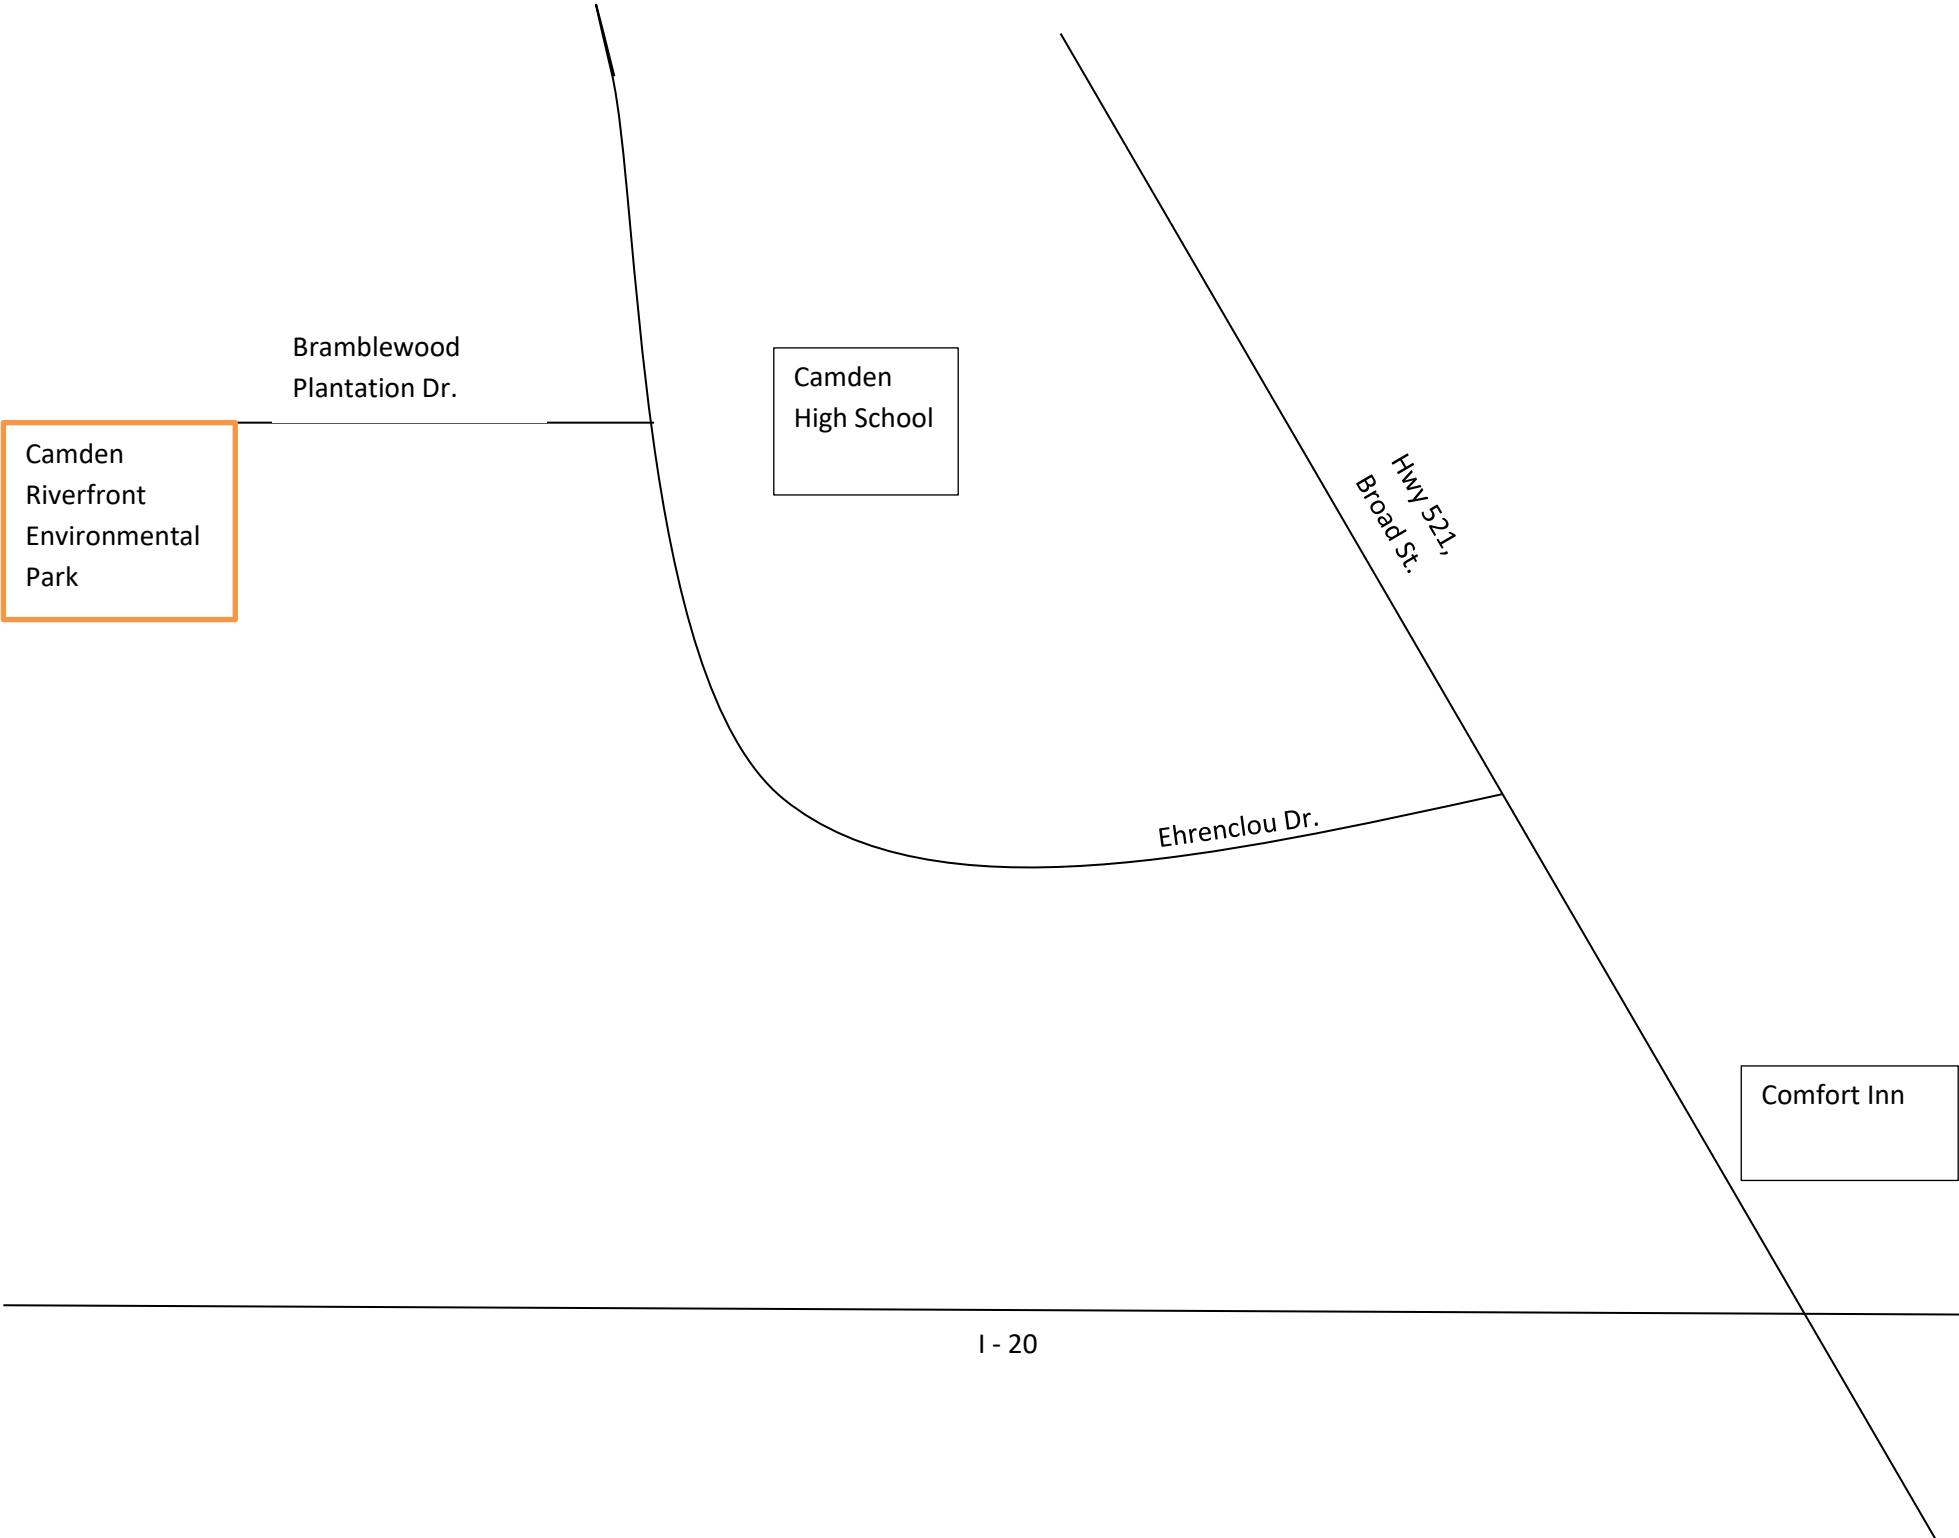 Bramblewood
Plantation Dr.
Camden
High School
Camden
Riverfront
Environmental
Park
Hwy 521,
Broad St.
Ehrenclou Dr.
Comfort Inn
I - 20